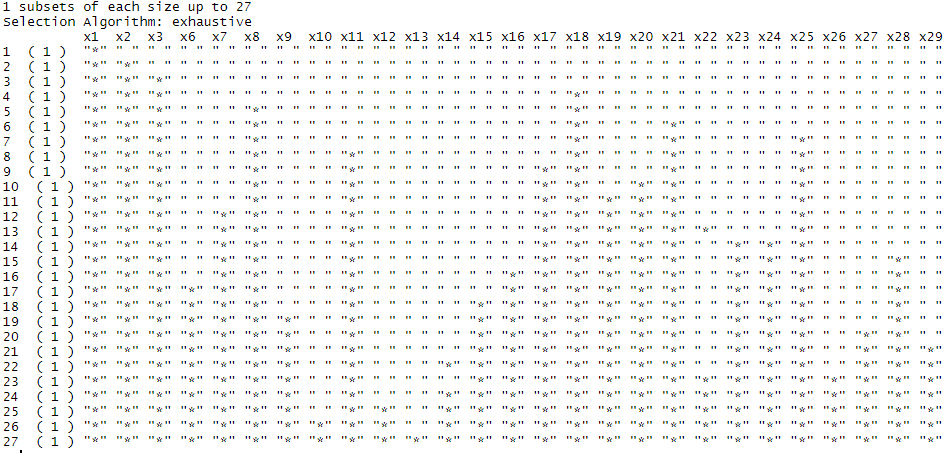 1 subsets of each size up to 27
Selection Algorithm: exhaustive
x1 x2 x3 x6 x7 x8 x9 x10 x11 x12 x13 x14 x15 x16 x17 x18 x19 x20 x21 x22 x23 x24 x25 x26 x27 x28 x29
1 ( 1 ) "*" " " " " " " " " " " " " " " " " " " " " " " " " " " " " " " " " " " " " " " " " " " " " " " " " " " " "
2 ( 1 ) "*" "*" " " " " " " " " " " " " " " " " " " " " " " " " " " " " " " " " " " " " " " " " " " " " " " " " " "
3 ( 1 ) "*" "*" "*" " " " " " " " " " " " " " " " " " " " " " " " " " " " " " " " " " " " " " " " " " " " " " " " "
4 ( 1 ) "*" "*" "*" " " " " " " " " " " " " " " " " " " " " " " " " "*" " " " " " " " " " " " " " " " " " " " " " "
5 ( 1 ) "*" "*" "*" " " " " "*" " " " " " " " " " " " " " " " " " " "*" " " " " " " " " " " " " " " " " " " " " " "
6 ( 1 ) "*" "*" "*" " " " " "*" " " " " " " " " " " " " " " " " " " "*" " " " " "*" " " " " " " " " " " " " " " " "
7 ( 1 ) "*" "*" "*" " " " " "*" " " " " " " " " " " " " " " " " " " "*" " " " " "*" " " " " " " "*" " " " " " " " "
8 ( 1 ) "*" "*" "*" " " " " "*" " " " " "*" " " " " " " " " " " " " "*" " " " " "*" " " " " " " "*" " " " " " " " "
9 ( 1 ) "*" "*" "*" " " " " "*" " " " " "*" " " " " " " " " " " "*" "*" " " " " "*" " " " " " " "*" " " " " " " " "
10 ( 1 ) "*" "*" "*" " " " " "*" " " " " "*" " " " " " " " " " " "*" "*" " " "*" "*" " " " " " " "*" " " " " " " " "
11 ( 1 ) "*" "*" "*" " " " " "*" " " " " "*" " " " " " " " " " " "*" "*" "*" "*" "*" " " " " " " "*" " " " " " " " "
12 ( 1 ) "*" "*" "*" " " "*" "*" " " " " "*" " " " " " " " " " " "*" "*" "*" "*" "*" " " " " " " "*" " " " " " " " "
13 ( 1 ) "*" "*" "*" " " "*" "*" " " " " "*" " " " " " " " " " " "*" "*" "*" "*" "*" "*" " " " " "*" " " " " " " " "
14 ( 1 ) "*" "*" "*" " " "*" "*" " " " " "*" " " " " " " " " " " "*" "*" "*" "*" "*" " " "*" "*" "*" " " " " " " " "
15 ( 1 ) "*" "*" "*" " " "*" "*" " " " " "*" " " " " " " " " " " "*" "*" "*" "*" "*" " " "*" "*" "*" " " " " "*" " "
16 ( 1 ) "*" "*" "*" " " "*" "*" " " " " "*" " " " " " " " " "*" "*" "*" "*" "*" "*" " " "*" "*" "*" " " " " "*" " "
17 ( 1 ) "*" "*" "*" "*" "*" "*" " " " " "*" " " " " " " " " "*" "*" "*" "*" "*" "*" " " "*" "*" "*" " " " " "*" " "
18 ( 1 ) "*" "*" "*" "*" "*" "*" " " " " "*" " " " " " " "*" "*" "*" "*" "*" "*" "*" " " "*" "*" "*" " " " " "*" " "
19 ( 1 ) "*" "*" "*" "*" "*" "*" "*" " " "*" " " " " " " "*" "*" "*" "*" "*" "*" "*" " " "*" "*" "*" " " " " "*" " "
20 ( 1 ) "*" "*" "*" "*" "*" "*" "*" " " "*" " " " " " " "*" "*" "*" "*" "*" "*" "*" " " "*" "*" "*" " " "*" "*" " "
21 ( 1 ) "*" "*" "*" "*" "*" "*" "*" " " "*" " " " " " " "*" "*" "*" "*" "*" "*" "*" " " "*" "*" "*" " " "*" "*" "*"
22 ( 1 ) "*" "*" "*" "*" "*" "*" "*" " " "*" " " " " "*" "*" "*" "*" "*" "*" "*" "*" " " "*" "*" "*" " " "*" "*" "*"
23 ( 1 ) "*" "*" "*" "*" "*" "*" "*" " " "*" " " " " " " "*" "*" "*" "*" "*" "*" "*" "*" "*" "*" "*" "*" "*" "*" "*"
24 ( 1 ) "*" "*" "*" "*" "*" "*" "*" " " "*" " " " " "*" "*" "*" "*" "*" "*" "*" "*" "*" "*" "*" "*" "*" "*" "*" "*"
25 ( 1 ) "*" "*" "*" "*" "*" "*" "*" " " "*" "*" " " "*" "*" "*" "*" "*" "*" "*" "*" "*" "*" "*" "*" "*" "*" "*" "*"
26 ( 1 ) "*" "*" "*" "*" "*" "*" "*" "*" "*" "*" " " "*" "*" "*" "*" "*" "*" "*" "*" "*" "*" "*" "*" "*" "*" "*" "*"
27 ( 1 ) "*" "*" "*" "*" "*" "*" "*" "*" "*" "*" "*" "*" "*" "*" "*" "*" "*" "*" "*" "*" "*" "*" "*" "*" "*" "*" "*"